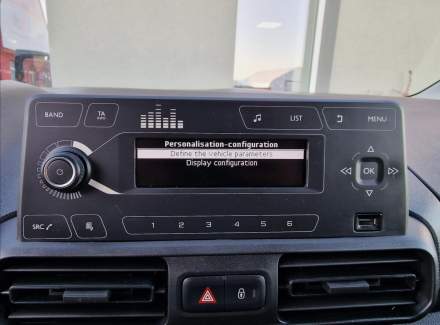 BAND
TA
INFO
LIST
MENU
Personalisation-configuration
Define the vehicle parameters
Display configuration
OK
SRC
1 2 3 4 5 6